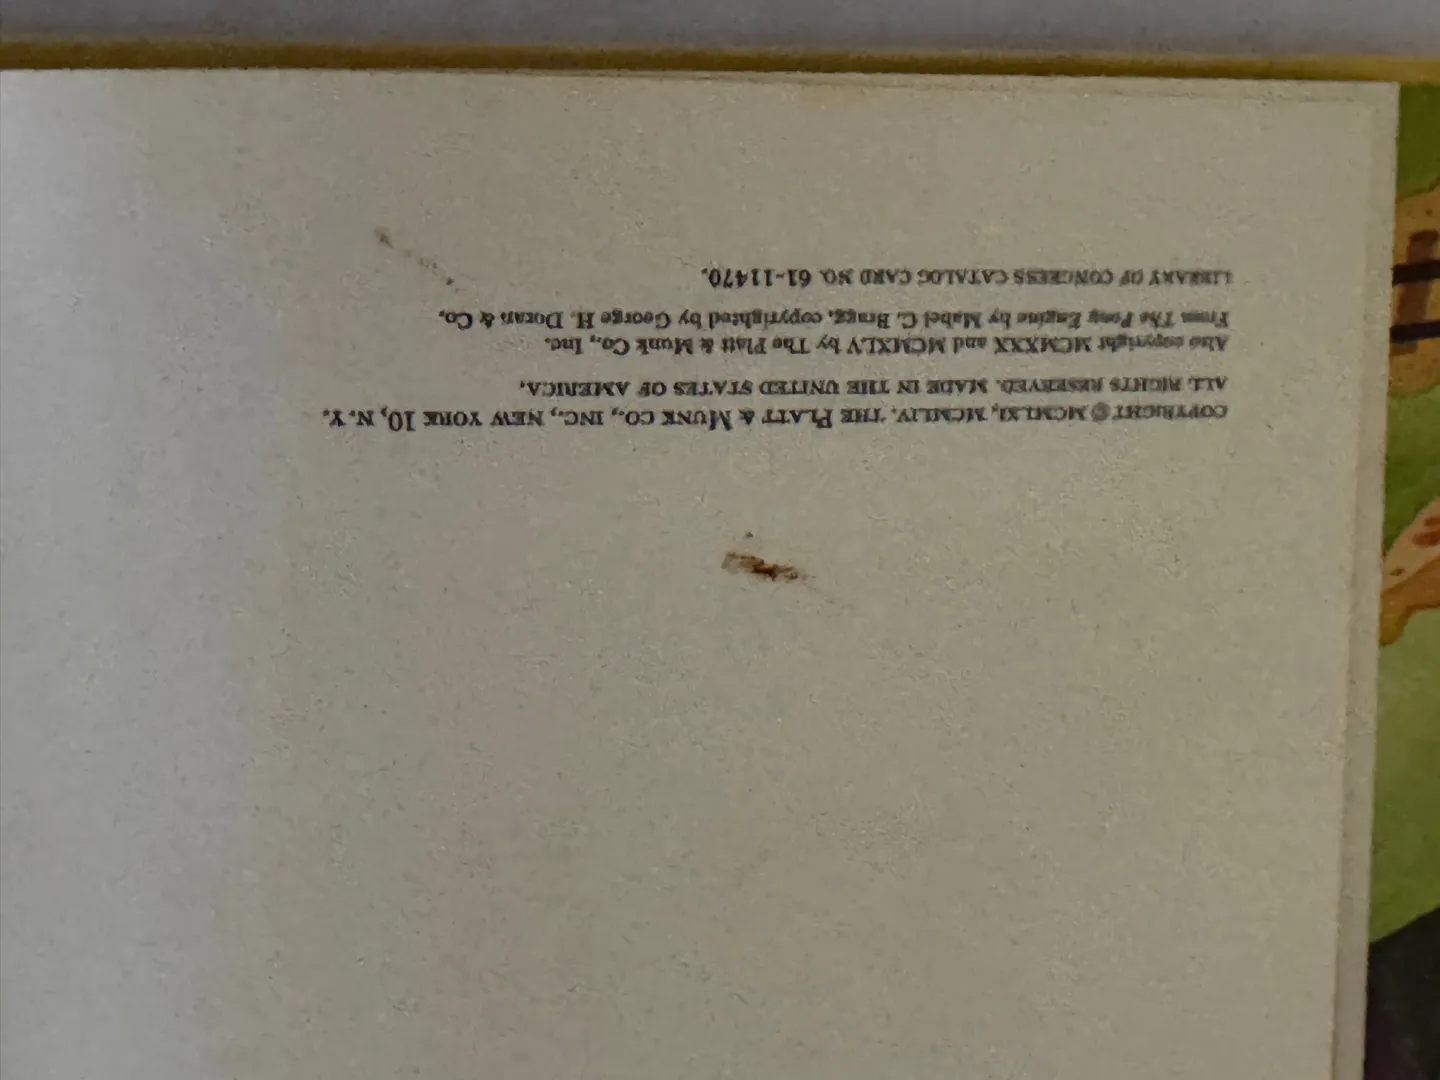 COPYRIGHT © MCMLXI, MCMLIV. THE PLATT & MUNK CO., INC., NEW YORK 10, N. Y.
ALL RIGHTS RESERVED. MADE IN THE UNITED STATES OF AMERICA.
Also copyright MCMXXX and MCMXLV by The Platt & Munk Co., Inc.
From The Pony Engine by Mabel C. Bragg, copyrighted by George H. Doran & Co.
LIBRARY OF CONGRESS CATALOG CARD NO. 61-11470.